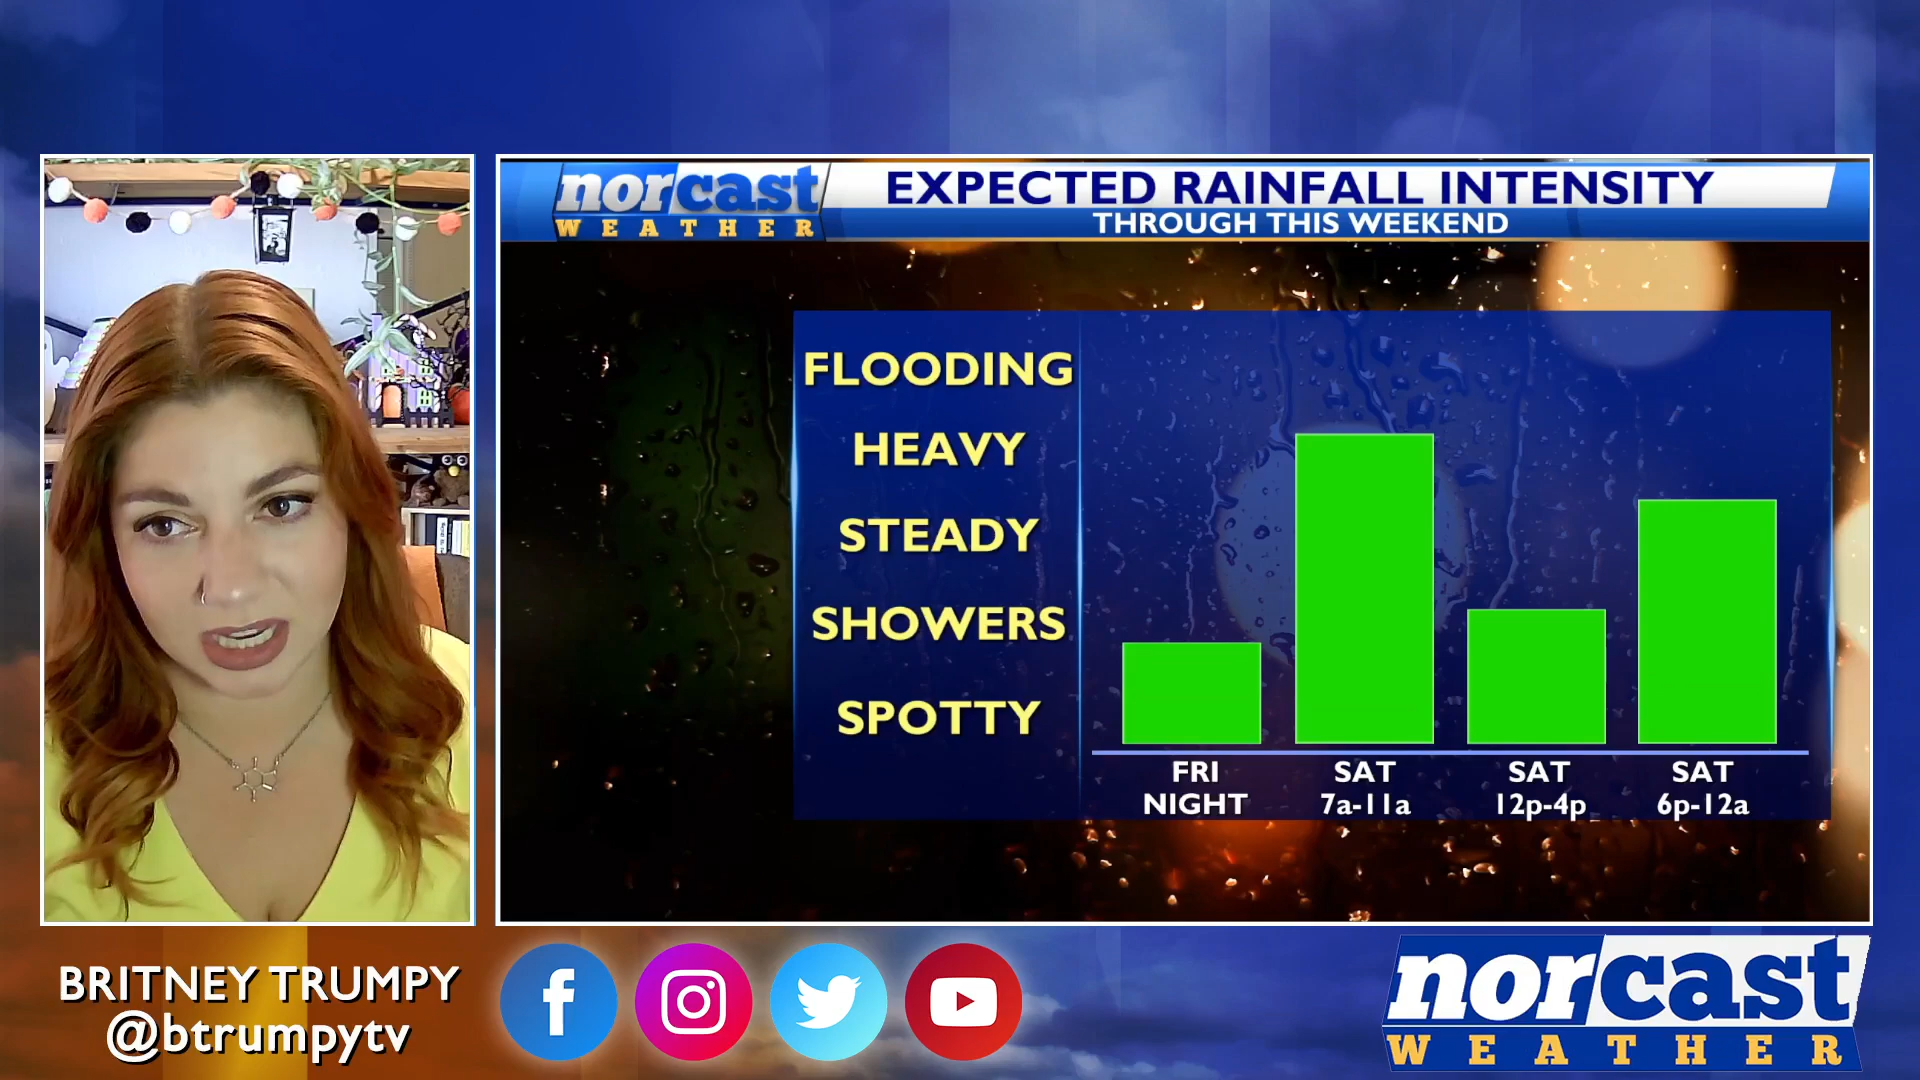 norcast
WEATHER
EXPECTED RAINFALL INTENSITY
THROUGH THIS WEEKEND
FLOODING
HEAVY
STEADY
SHOWERS
SPOTTY
FRI
NIGHT
SAT
7a-11a
SAT
12p-4p
SAT
6p-12a
BRITNEY TRUMPY
@btrumpytv
norcast
WEATHER